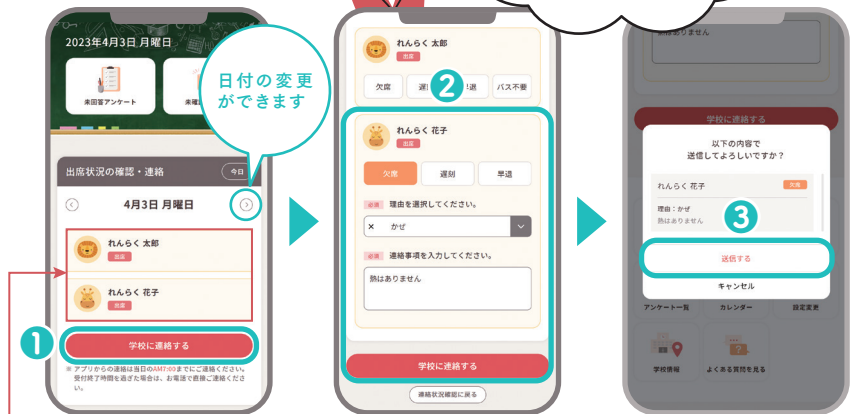 2023年4月3日 月曜日
未回答アンケート
日付の変更
ができます
出席状況の確認・連絡
4月3日 月曜日
れんらく 太郎
出席
れんらく 花子
出席
1
学校に連絡する
※ アプリからの連絡は当日のAM7:00までにご連絡ください。
受付終了時間を過ぎた場合は、お電話で直接ご連絡くださ
い。
れんらく 太郎
出席
欠席
2
バス不要
れんらく 花子
出席
欠席 遅刻 早退
必須 理由を選択してください。
× かぜ
必須 連絡事項を入力してください。
熱はありません
学校に連絡する
連絡状況確認に戻る
学校に連絡する
以下の内容で
送信してよろしいですか？
れんらく 花子 欠席
理由：かぜ
熱はありません
3
送信する
キャンセル
アンケート一覧 カレンダー 設定変更
学校情報 よくある質問を見る